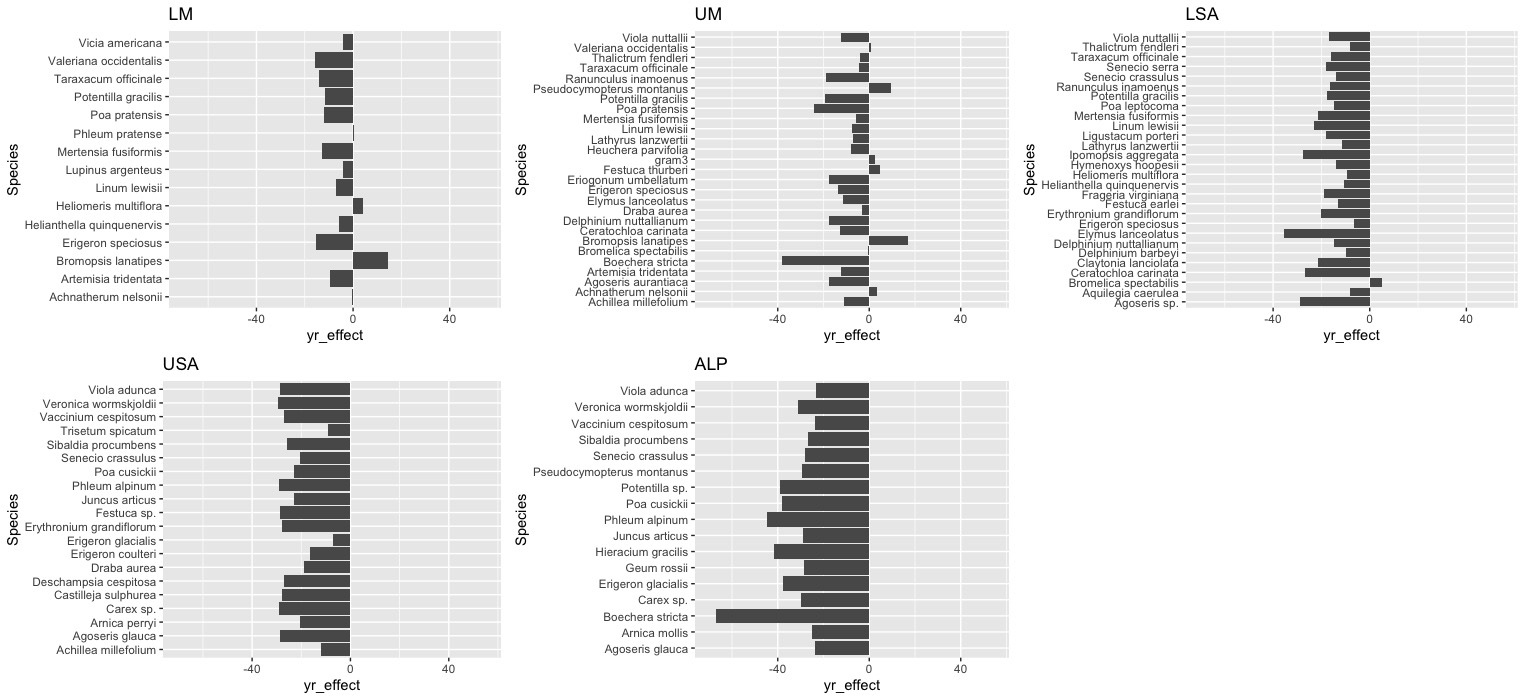 LM
Species
Vicia americana
Valeriana occidentalis
Taraxacum officinale
Potentilla gracilis
Poa pratensis
Phleum pratense
Mertensia fusiformis
Lupinus argenteus
Linum lewisii
Heliomeris multiflora
Helianthella quinquenervis
Erigeron speciosus
Bromopsis lanatipes
Artemisia tridentata
Achnatherum nelsonii
-40 0 40
yr_effect
UM
Species
Viola nuttallii
Valeriana occidentalis
Thalictrum fendleri
Taraxacum officinale
Ranunculus inamoenus
Pseudocymopterus montanus
Potentilla gracilis
Poa pratensis
Mertensia fusiformis
Linum lewisii
Lathyrus lanzwertii
Heuchera parvifolia
gram3
Festuca thurberi
Eriogonum umbellatum
Erigeron speciosus
Elymus lanceolatus
Draba aurea
Delphinium nuttallianum
Ceratochloa carinata
Bromopsis lanatipes
Bromelica spectabilis
Boechera stricta
Artemisia tridentata
Agoseris aurantiaca
Achnatherum nelsonii
Achillea millefolium
-40 0 40
yr_effect
LSA
Species
Viola nuttallii
Thalictrum fendleri
Taraxacum officinale
Senecio serra
Senecio crassulus
Ranunculus inamoenus
Potentilla gracilis
Poa leptocoma
Mertensia fusiformis
Linum lewisii
Ligustacum porteri
Lathyrus lanzwertii
Ipomopsis aggregata
Hymenoxys hoopesii
Heliomeris multiflora
Helianthella quinquenervis
Frageria virginiana
Festuca earlei
Erythronium grandiflorum
Erigeron speciosus
Elymus lanceolatus
Delphinium nuttallianum
Delphinium barbeyi
Claytonia lanciolata
Ceratochloa carinata
Bromelica spectabilis
Aquilegia caerulea
Agoseris sp.
-40 0 40
yr_effect
USA
Species
Viola adunca
Veronica wormskjoldii
Vaccinium cespitosum
Trisetum spicatum
Sibaldia procumbens
Senecio crassulus
Poa cusickii
Phleum alpinum
Juncus articus
Festuca sp.
Erythronium grandiflorum
Erigeron glacialis
Erigeron coulteri
Draba aurea
Deschampsia cespitosa
Castilleja sulphurea
Carex sp.
Arnica perryi
Agoseris glauca
Achillea millefolium
-40 0 40
yr_effect
ALP
Species
Viola adunca
Veronica wormskjoldii
Vaccinium cespitosum
Sibaldia procumbens
Senecio crassulus
Pseudocymopterus montanus
Potentilla sp.
Poa cusickii
Phleum alpinum
Juncus articus
Hieracium gracilis
Geum rossii
Erigeron glacialis
Carex sp.
Boechera stricta
Arnica mollis
Agoseris glauca
-40 0 40
yr_effect